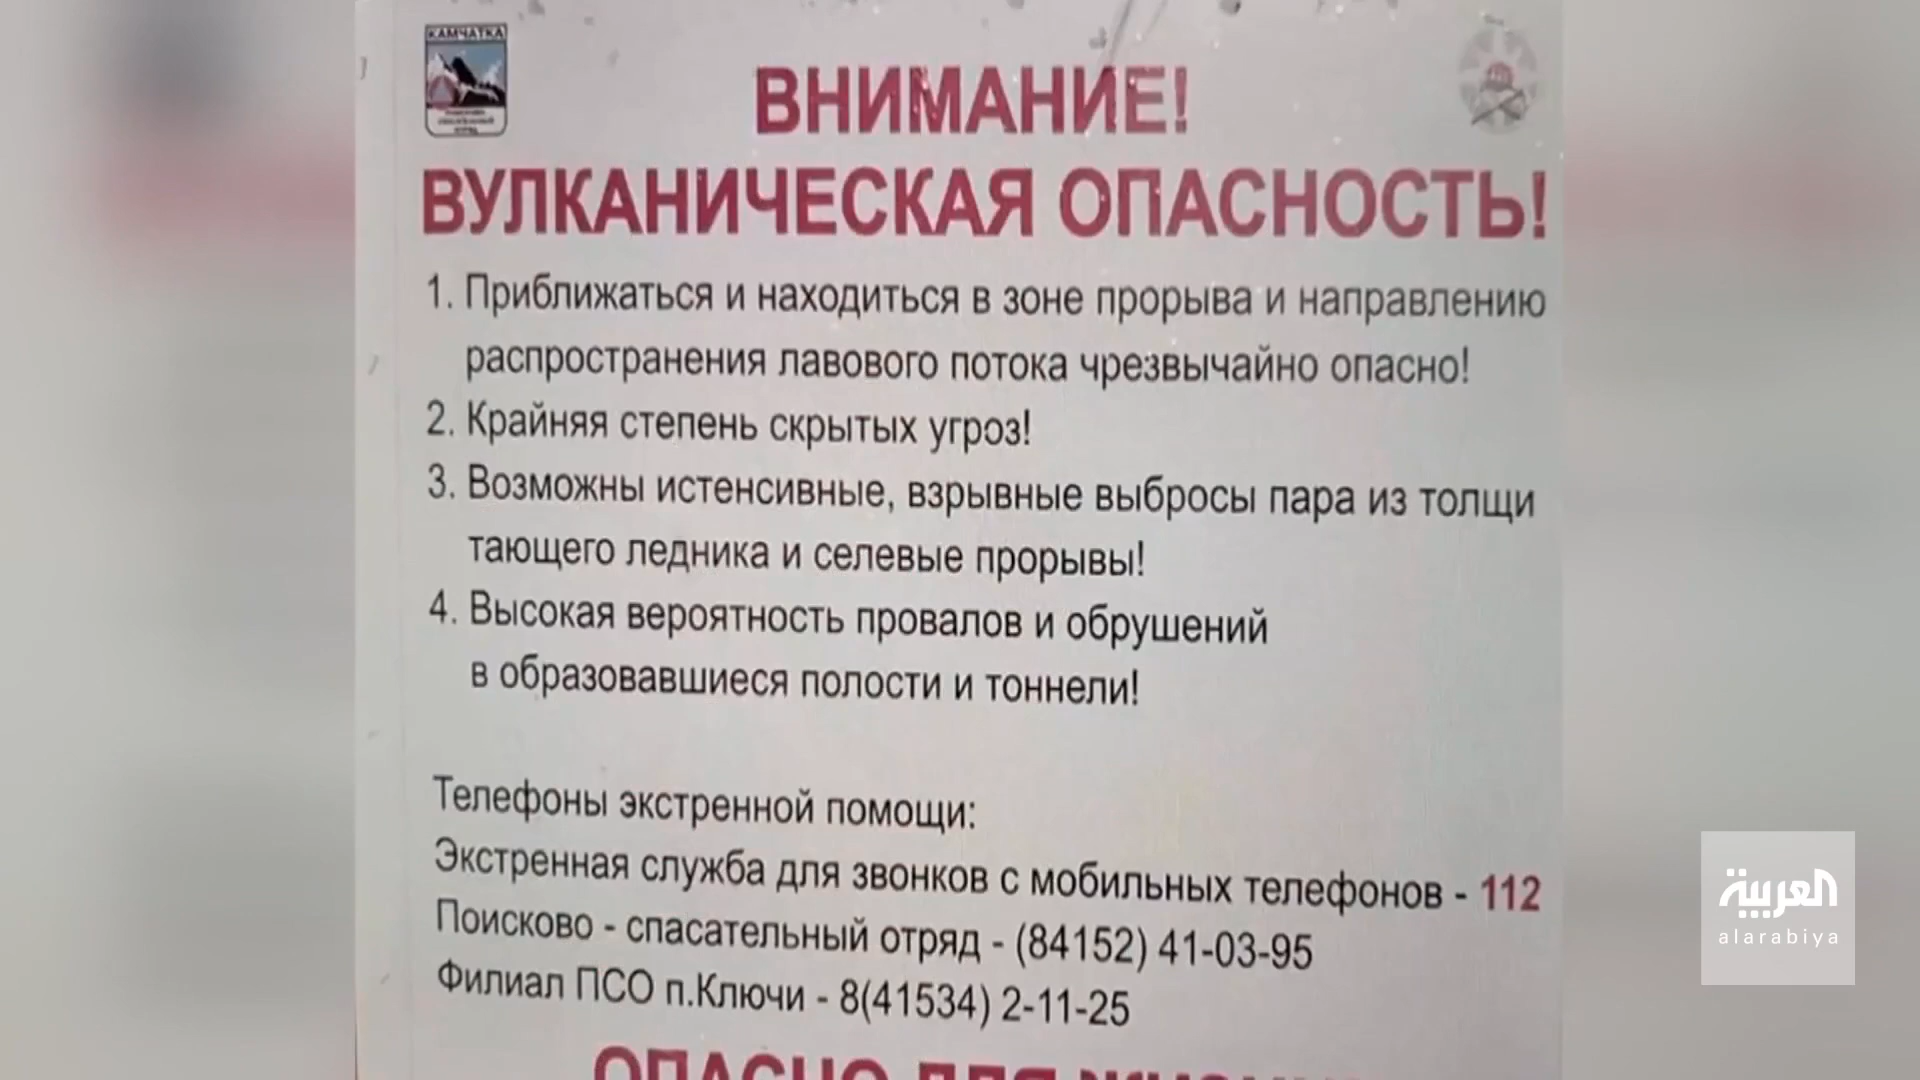 КАМЧАТКА
ВНИМАНИЕ!
ВУЛКАНИЧЕСКАЯ ОПАСНОСТЬ!
1. Приближаться и находиться в зоне прорыва и направлению
распространения лавового потока чрезвычайно опасно!
2. Крайняя степень скрытых угроз!
3. Возможны истенсивные, взрывные выбросы пара из толщи
тающего ледника и селевые прорывы!
4. Высокая вероятность провалов и обрушений
в образовавшиеся полости и тоннели!
Телефоны экстренной помощи:
Экстренная служба для звонков с мобильных телефонов - 112
Поисково - спасательный отряд - (84152) 41-03-95
Филиал ПСО п.Ключи - 8(41534) 2-11-25
ОПАСНО ДЛЯ
العربية
alarabiya